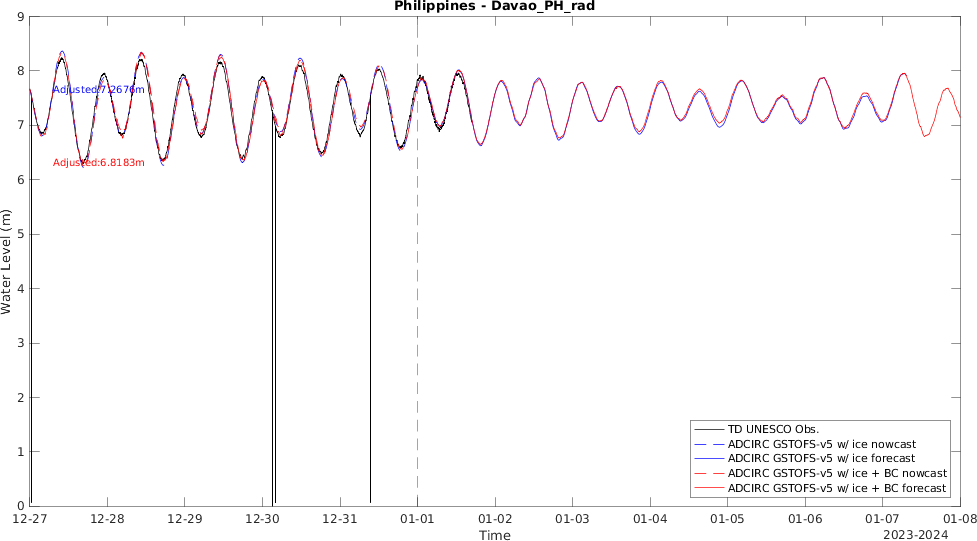 Philippines - Davao_PH_rad
9
8
7
6
5
4
3
2
1
0
Water Level (m)
Adjusted:7.2676m
Adjusted:6.8183m
TD UNESCO Obs.
ADCIRC GSTOFS-v5 w/ ice nowcast
ADCIRC GSTOFS-v5 w/ ice forecast
ADCIRC GSTOFS-v5 w/ ice + BC nowcast
ADCIRC GSTOFS-v5 w/ ice + BC forecast
12-27 12-28 12-29 12-30 12-31 01-01 01-02 01-03 01-04 01-05 01-06 01-07 01-08
Time
2023-2024